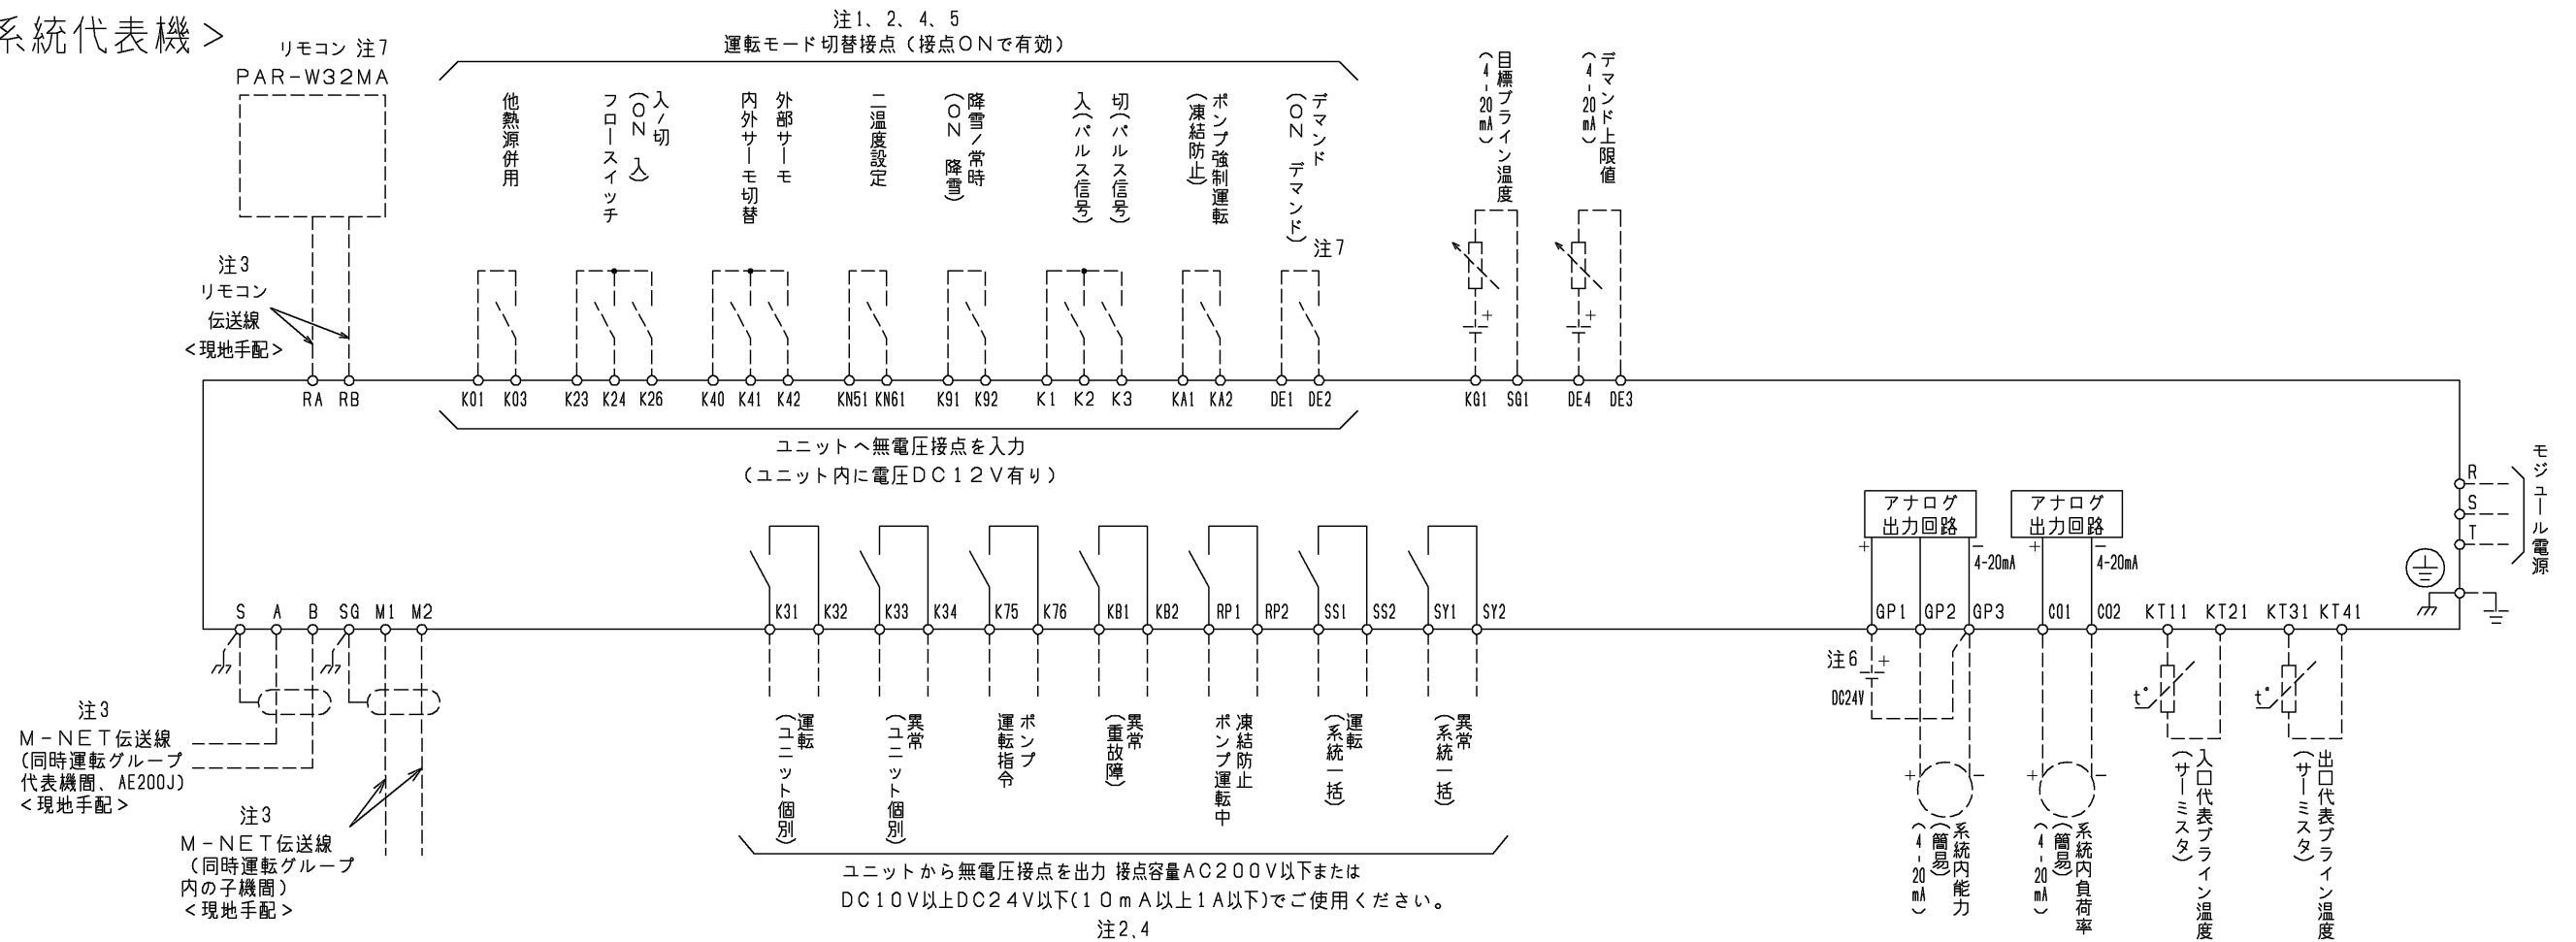 系統代表機＞
リモコン 注7
PAR-W32MA
注1、2、4、5
運転モード切替接点（接点ONで有効）
他熱源併用
入／切
（ON 入）
フロースイッチ
外部サーモ
内外サーモ切替
二温度設定
降雪／常時
（ON 降雪）
切（パルス信号）
入（パルス信号）
ポンプ強制運転
（凍結防止）
デマンド
（ON デマンド）
注7
目標ブライン温度
（4-20mA）
デマンド上限値
（4-20mA）
注3
リモコン
伝送線
＜現地手配＞
RA RB K01 K03 K23 K24 K26 K40 K41 K42 KN51 KN61 K91 K92 K1 K2 K3 KA1 KA2 DE1 DE2 KG1 SG1 DE4 DE3
ユニットへ無電圧接点を入力
（ユニット内に電圧DC12V有り）
モジュール電源
R
S
T
アナログ
出力回路
+ − 4-20mA
アナログ
出力回路
+ − 4-20mA
S A B SG M1 M2
K31 K32 K33 K34 K75 K76 KB1 KB2 RP1 RP2 SS1 SS2 SY1 SY2
GP1 GP2 GP3 CO1 CO2 KT11 KT21 KT31 KT41
注6
+
DC24V
t°
t°
注3
M-NET伝送線
（同時運転グループ
代表機間、AE200J）
＜現地手配＞
注3
M-NET伝送線
（同時運転グループ
内の子機間）
＜現地手配＞
運転
（ユニット個別）
異常
（ユニット個別）
ポンプ
運転指令
異常
（重故障）
凍結防止
ポンプ運転中
運転
（系統一括）
異常
（系統一括）
ユニットから無電圧接点を出力 接点容量AC200V以下または
DC10V以上DC24V以下(10mA以上1A以下)でご使用ください。
注2、4
+ −
系統内能力
（簡易）
（4-20mA）
+ −
系統内負荷率
（簡易）
（4-20mA）
入口代表ブライン温度
（サーミスタ）
出口代表ブライン温度
（サーミスタ）